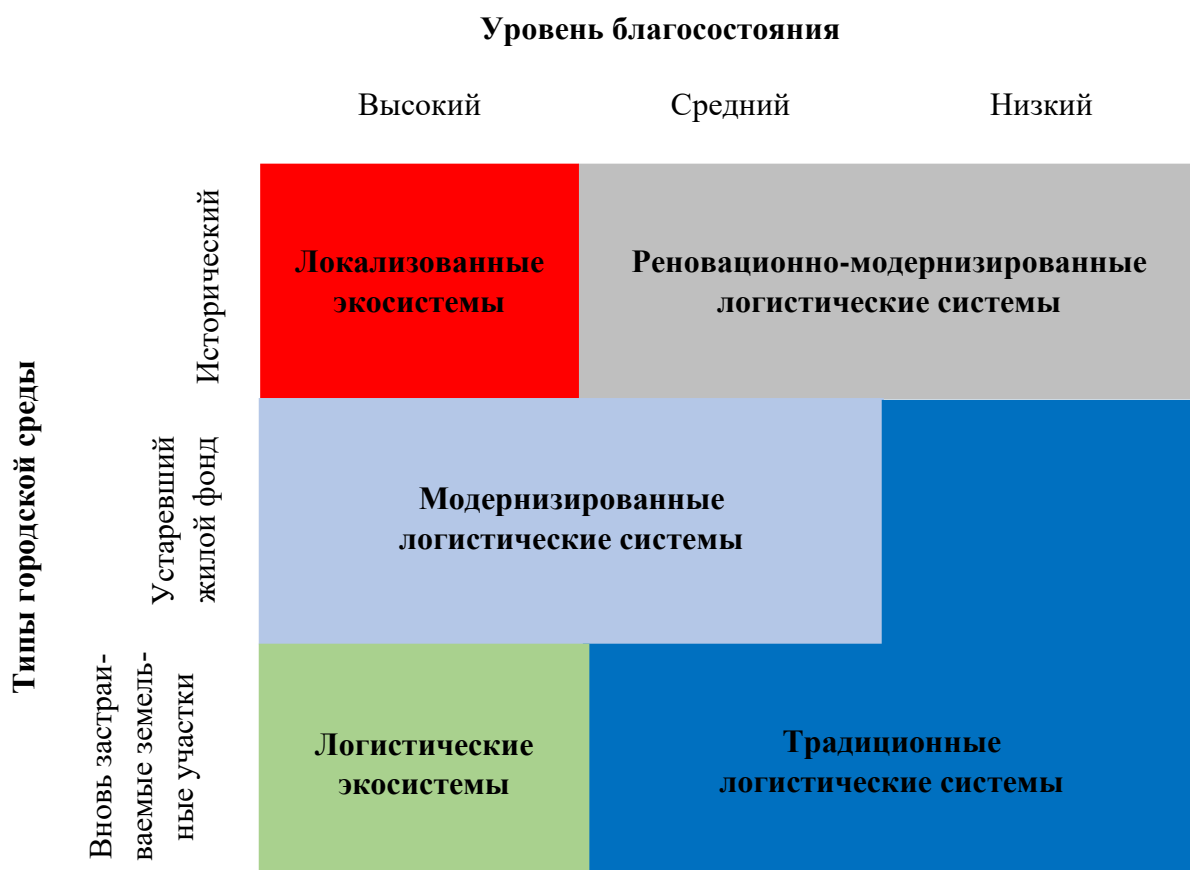 Уровень благосостояния
Высокий
Средний
Низкий
Типы городской среды
Исторический
Локализованные
экосистемы
Реновационно-модернизированные
логистические системы
Устаревший
жилой фонд
Модернизированные
логистические системы
Вновь застраи-
ваемые земель-
ные участки
Логистические
экосистемы
Традиционные
логистические системы